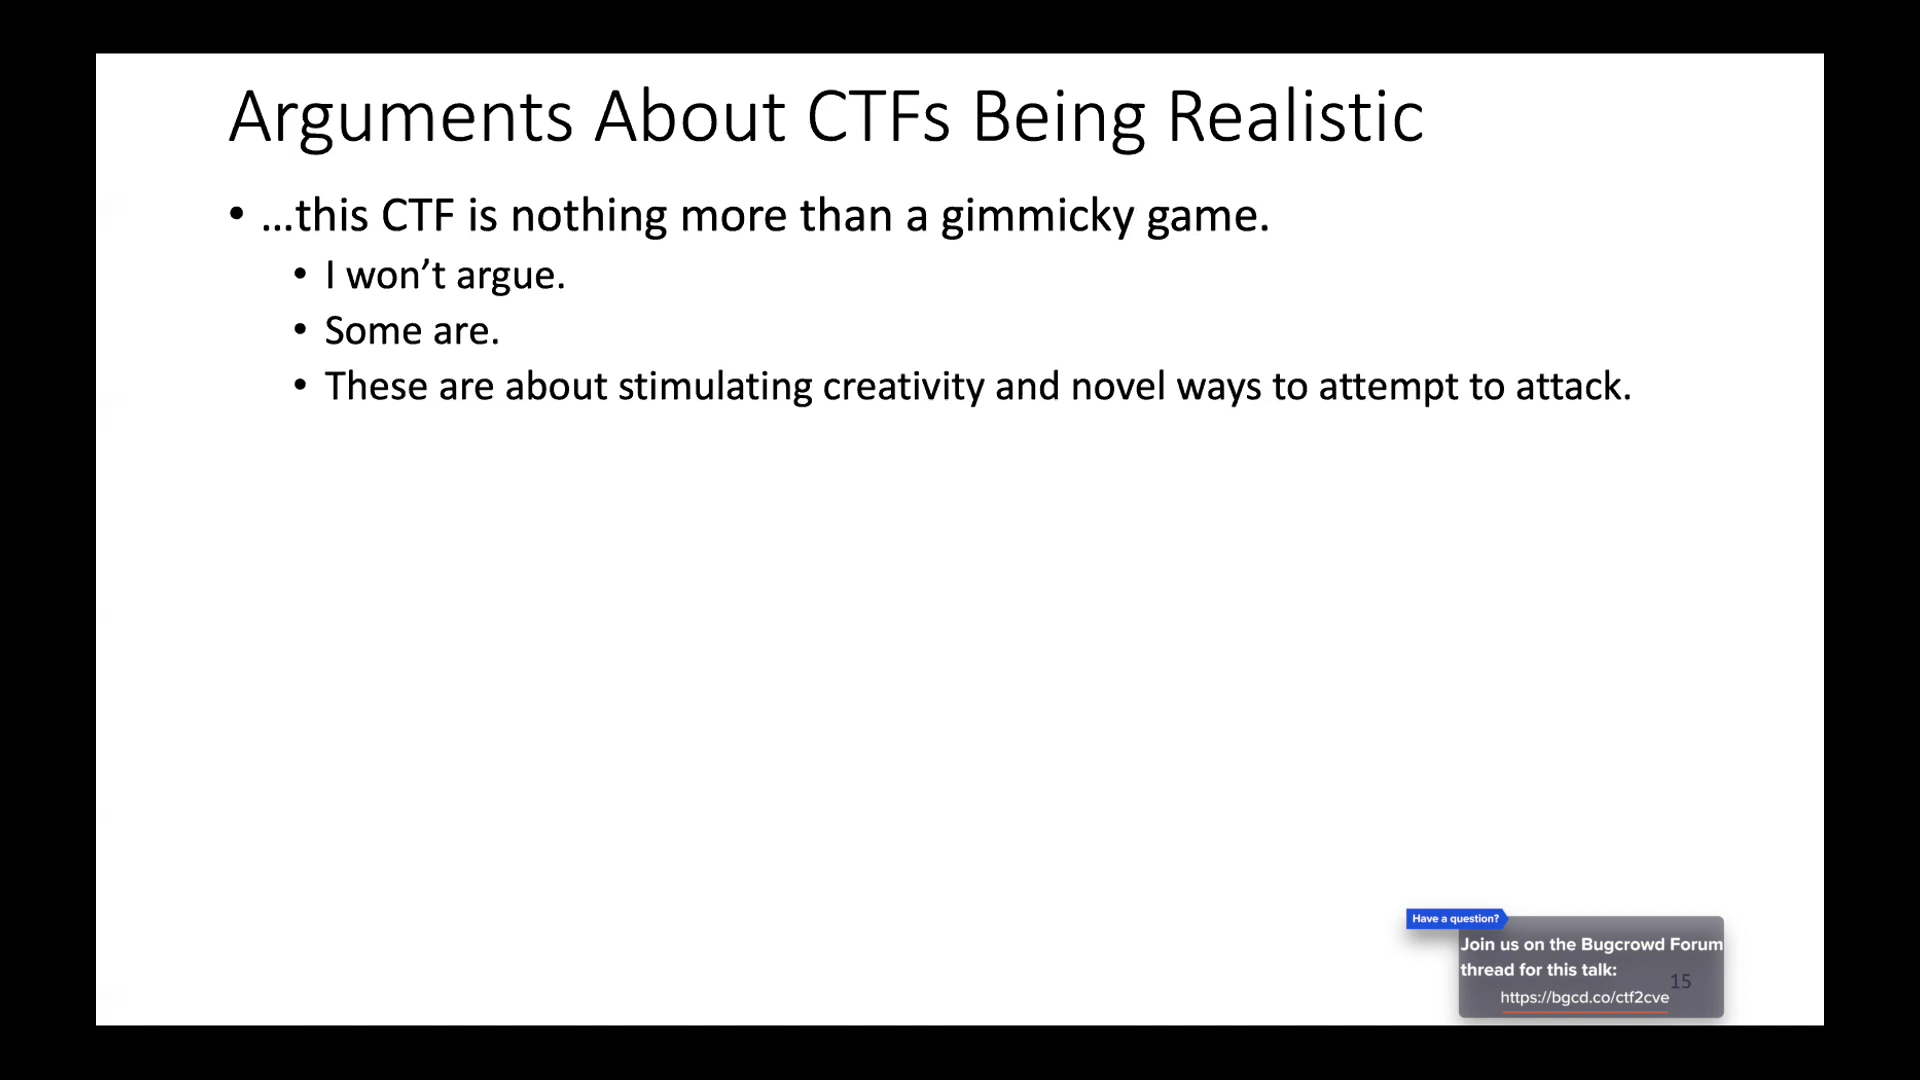 Arguments About CTFs Being Realistic
• …this CTF is nothing more than a gimmicky game.
• I won’t argue.
• Some are.
• These are about stimulating creativity and novel ways to attempt to attack.
Have a question?
Join us on the Bugcrowd Forum
thread for this talk:
15
https://bgcd.co/ctf2cve